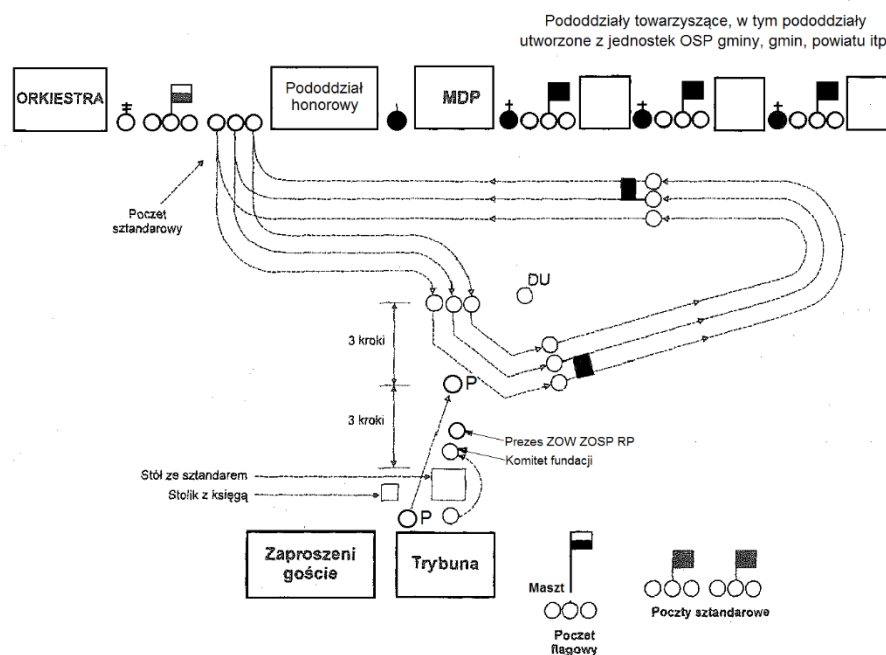 Pododdziały towarzyszące, w tym pododdziały
utworzone z jednostek OSP gminy, gmin, powiatu itp
ORKIESTRA
Pododdział
honorowy
MDP
Poczet
sztandarowy
DU
3 kroki
P
3 kroki
Prezes ZOW ZOSP RP
Komitet fundacji
Stół ze sztandarem
Stolik z księgą
P
Zaproszeni
goście
Trybuna
Maszt
Poczet
flagowy
Poczty sztandarowe